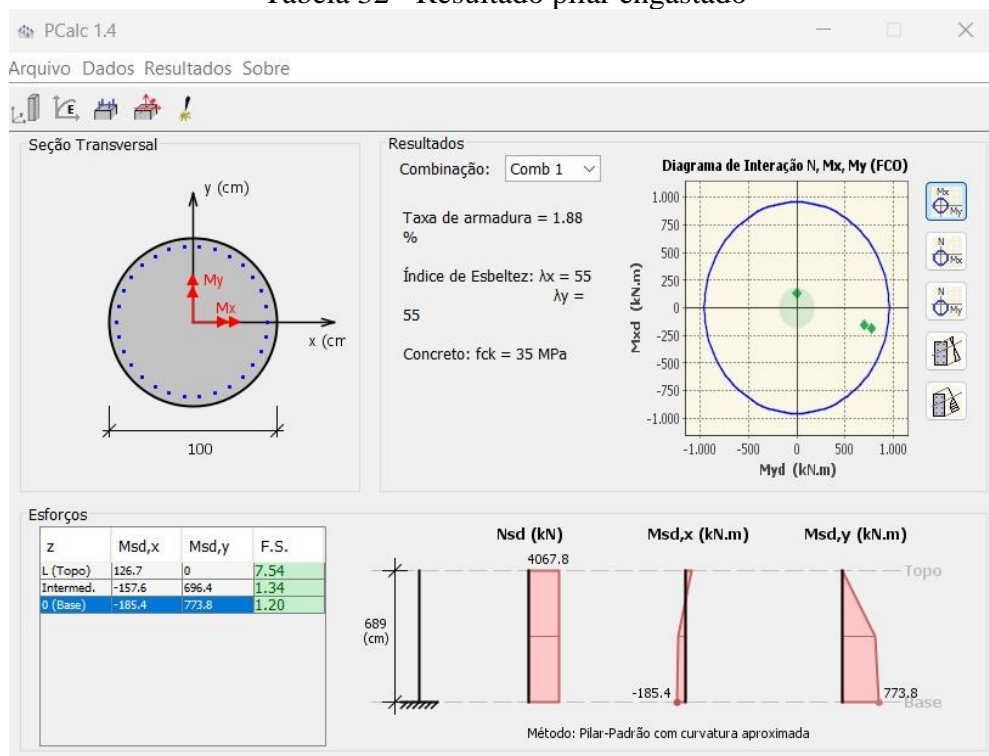 Tabela 32 - Resultado pilar engastado
PCalc 1.4
Arquivo Dados Resultados Sobre
Seção Transversal
y (cm)
My
Mx
x (cm
100
Resultados
Combinação: Comb 1
Taxa de armadura = 1.88
%
Índice de Esbeltez: λx = 55
λy =
55
Concreto: fck = 35 MPa
Diagrama de Interação N, Mx, My (FCO)
Mxd (kN.m)
1.000
750
500
250
0
-250
-500
-750
-1.000
-1.000 -500 0 500 1.000
Myd (kN.m)
Mx
My
N
Mx
N
My
Esforços
z Msd,x Msd,y F.S.
L (Topo) 126.7 0 7.54
Intermed. -157.6 696.4 1.34
0 (Base) -185.4 773.8 1.20
689
(cm)
Nsd (kN) Msd,x (kN.m) Msd,y (kN.m)
4067.8
Topo
-185.4
773.8
Base
Método: Pilar-Padrão com curvatura aproximada